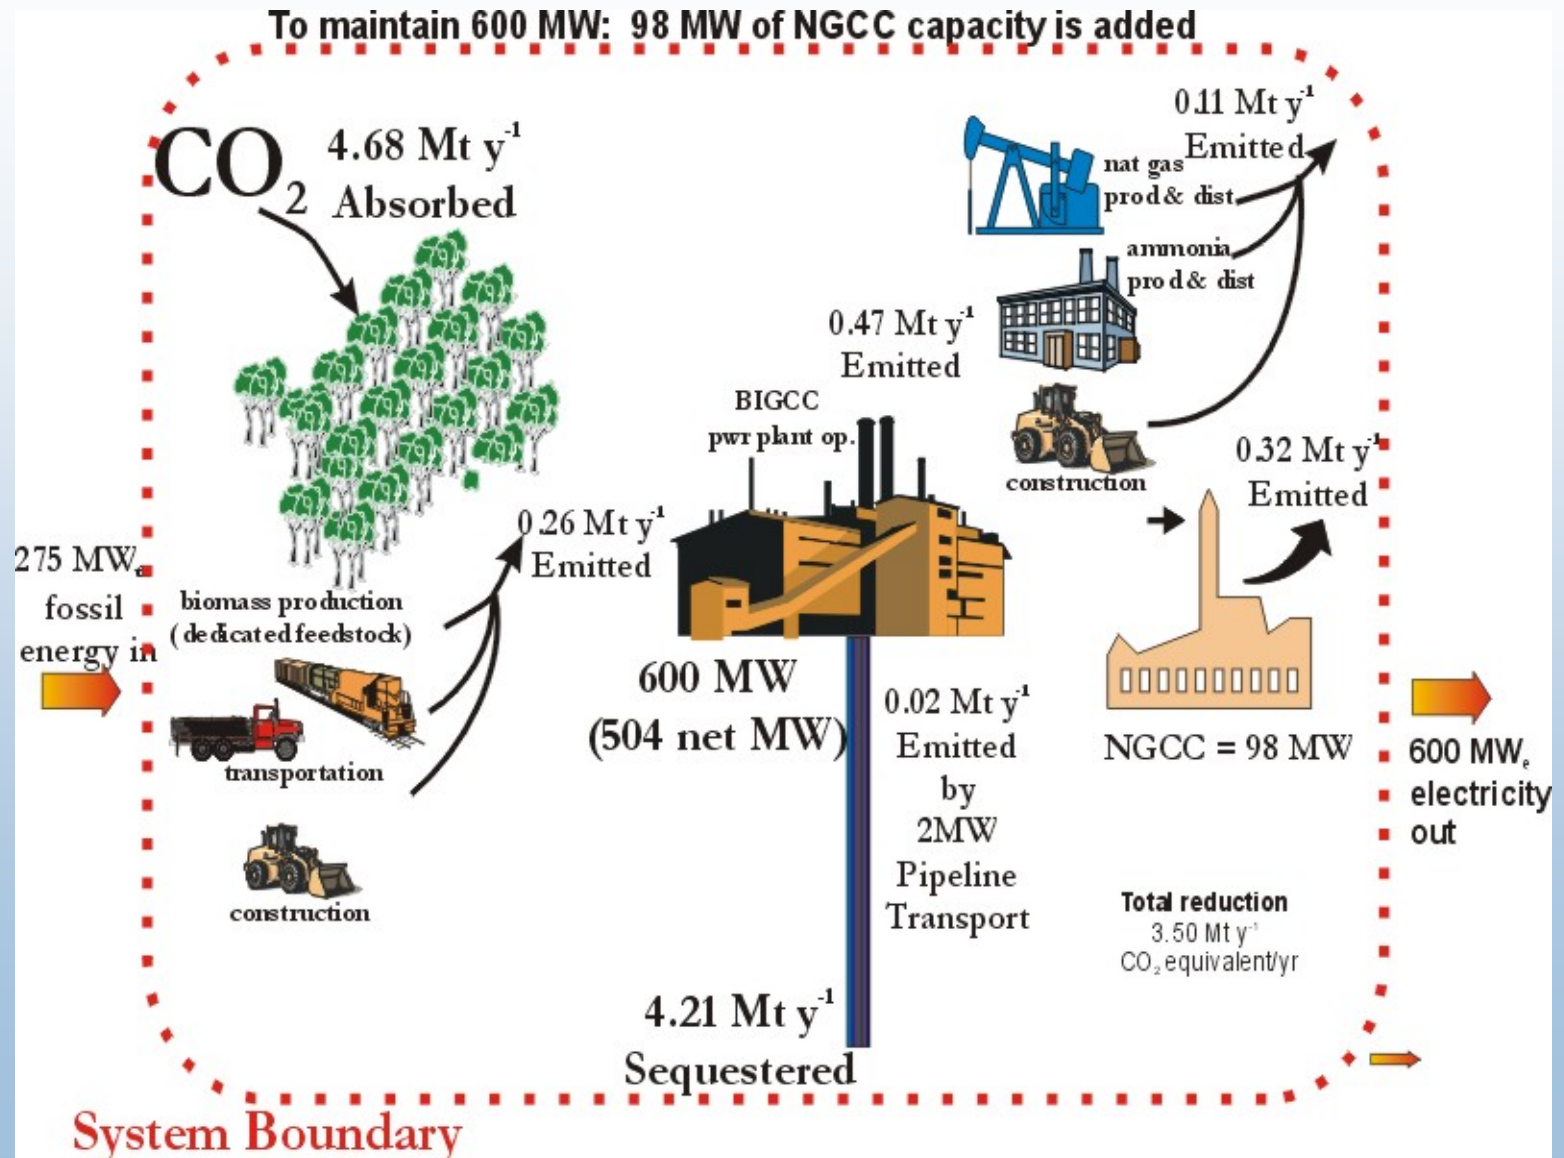 To maintain 600 MW: 98 MW of NGCC capacity is added
CO₂
4.68 Mt y⁻¹
Absorbed
0.11 Mt y⁻¹
Emitted
nat gas
prod & dist
ammonia
prod & dist
construction
0.47 Mt y⁻¹
Emitted
BIGCC
pwr plant op.
0.32 Mt y⁻¹
Emitted
0.26 Mt y⁻¹
Emitted
275 MWₑ
fossil
energy in
biomass production
(dedicated feedstock)
transportation
construction
600 MW
(504 net MW)
0.02 Mt y⁻¹
Emitted
by
2MW
Pipeline
Transport
NGCC = 98 MW
600 MWₑ
electricity
out
Total reduction
3.50 Mt y⁻¹
CO₂ equivalent/yr
4.21 Mt y⁻¹
Sequestered
System Boundary